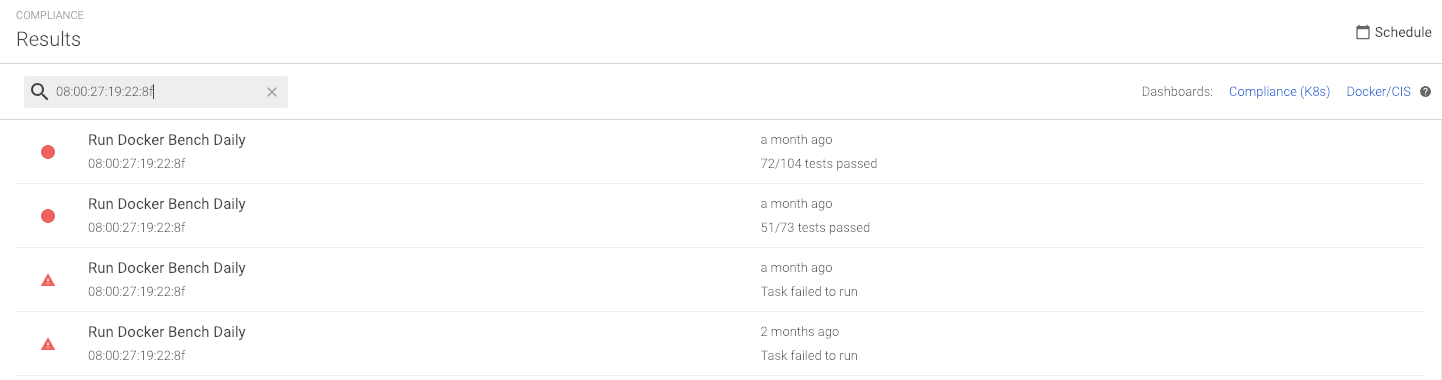 COMPLIANCE
Results
Schedule
08:00:27:19:22:8f
Dashboards: Compliance (K8s) Docker/CIS
Run Docker Bench Daily
a month ago
08:00:27:19:22:8f
72/104 tests passed
Run Docker Bench Daily
a month ago
08:00:27:19:22:8f
51/73 tests passed
Run Docker Bench Daily
a month ago
08:00:27:19:22:8f
Task failed to run
Run Docker Bench Daily
2 months ago
08:00:27:19:22:8f
Task failed to run